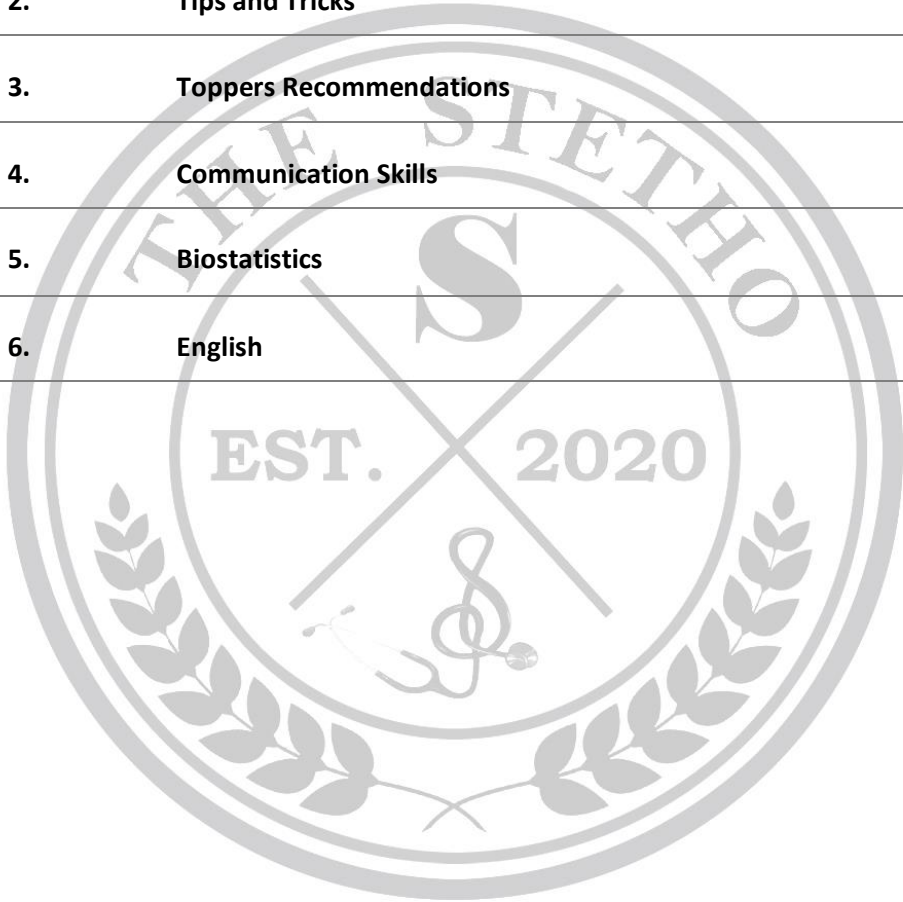 2. Tips and Tricks
3. Toppers Recommendations
4. Communication Skills
5. Biostatistics
6. English
THE STETHO
S
EST. 2020